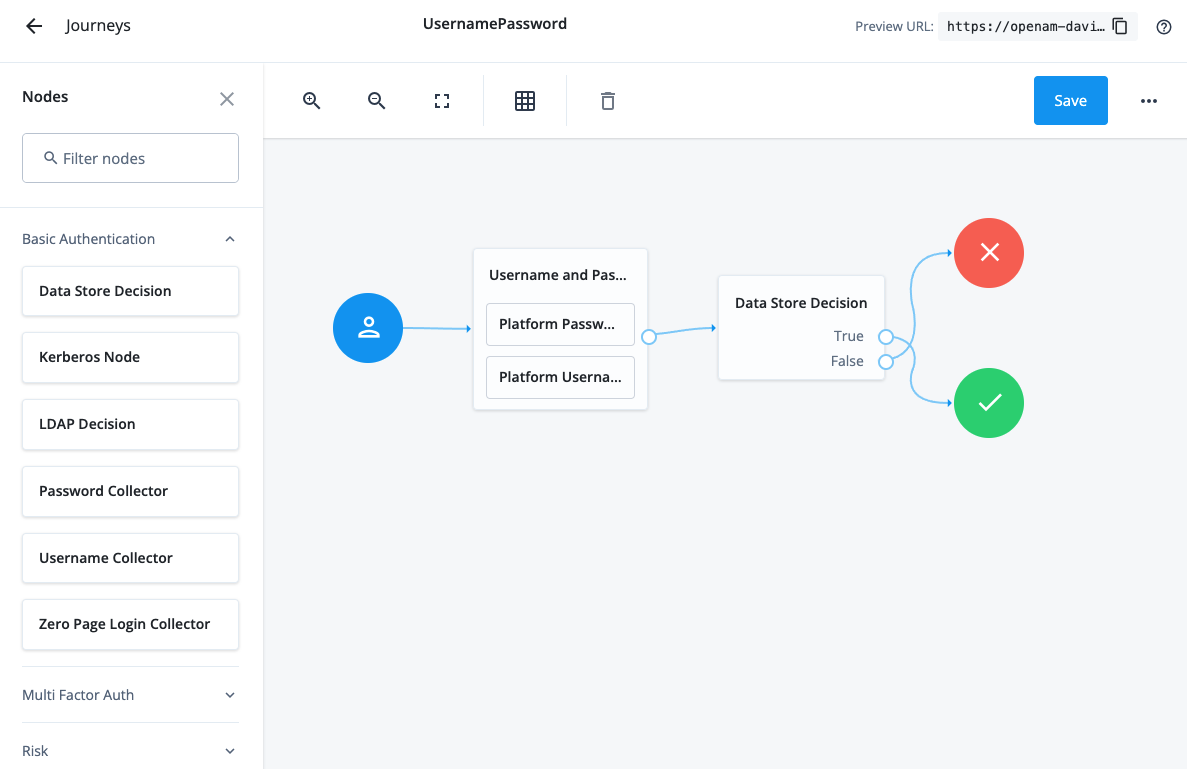 Journeys
UsernamePassword
Preview URL: https://openam-davi…
Nodes
Save
Filter nodes
Basic Authentication
Data Store Decision
Kerberos Node
LDAP Decision
Password Collector
Username Collector
Zero Page Login Collector
Multi Factor Auth
Risk
Username and Pas...
Platform Passw...
Platform Userna...
Data Store Decision
True
False